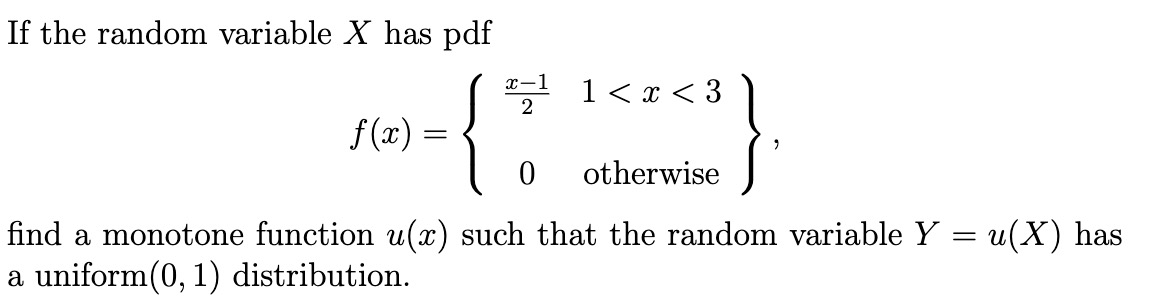 If the random variable X has pdf
f(x) = { x−1/2 1 < x < 3
0 otherwise } ,
find a monotone function u(x) such that the random variable Y = u(X) has
a uniform(0, 1) distribution.